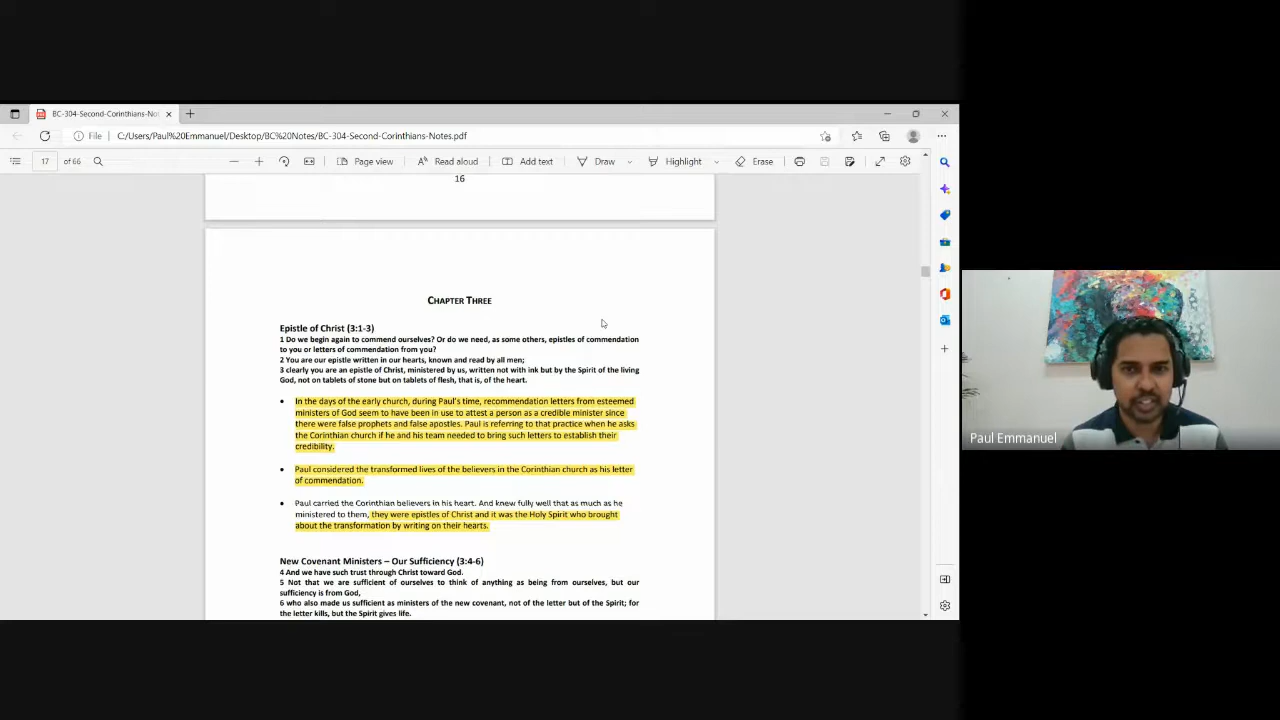 BC-304-Second-Corinthians-Not
File
C:/Users/Paul%20Emmanuel/Desktop/BC%20Notes/BC-304-Second-Corinthians-Notes.pdf
17 of 66
Page view
Read aloud
Add text
Draw
Highlight
Erase
16
CHAPTER THREE
Epistle of Christ (3:1-3)
1 Do we begin again to commend ourselves? Or do we need, as some others, epistles of commendation
to you or letters of commendation from you?
2 You are our epistle written in our hearts, known and read by all men;
3 clearly you are an epistle of Christ, ministered by us, written not with ink but by the Spirit of the living
God, not on tablets of stone but on tablets of flesh, that is, of the heart.
• In the days of the early church, during Paul's time, recommendation letters from esteemed
ministers of God seem to have been in use to attest a person as a credible minister since
there were false prophets and false apostles. Paul is referring to that practice when he asks
the Corinthian church if he and his team needed to bring such letters to establish their
credibility.
• Paul considered the transformed lives of the believers in the Corinthian church as his letter
of commendation.
• Paul carried the Corinthian believers in his heart. And knew fully well that as much as he
ministered to them, they were epistles of Christ and it was the Holy Spirit who brought
about the transformation by writing on their hearts.
New Covenant Ministers – Our Sufficiency (3:4-6)
4 And we have such trust through Christ toward God.
5 Not that we are sufficient of ourselves to think of anything as being from ourselves, but our
sufficiency is from God,
6 who also made us sufficient as ministers of the new covenant, not of the letter but of the Spirit; for
the letter kills, but the Spirit gives life.
Paul Emmanuel